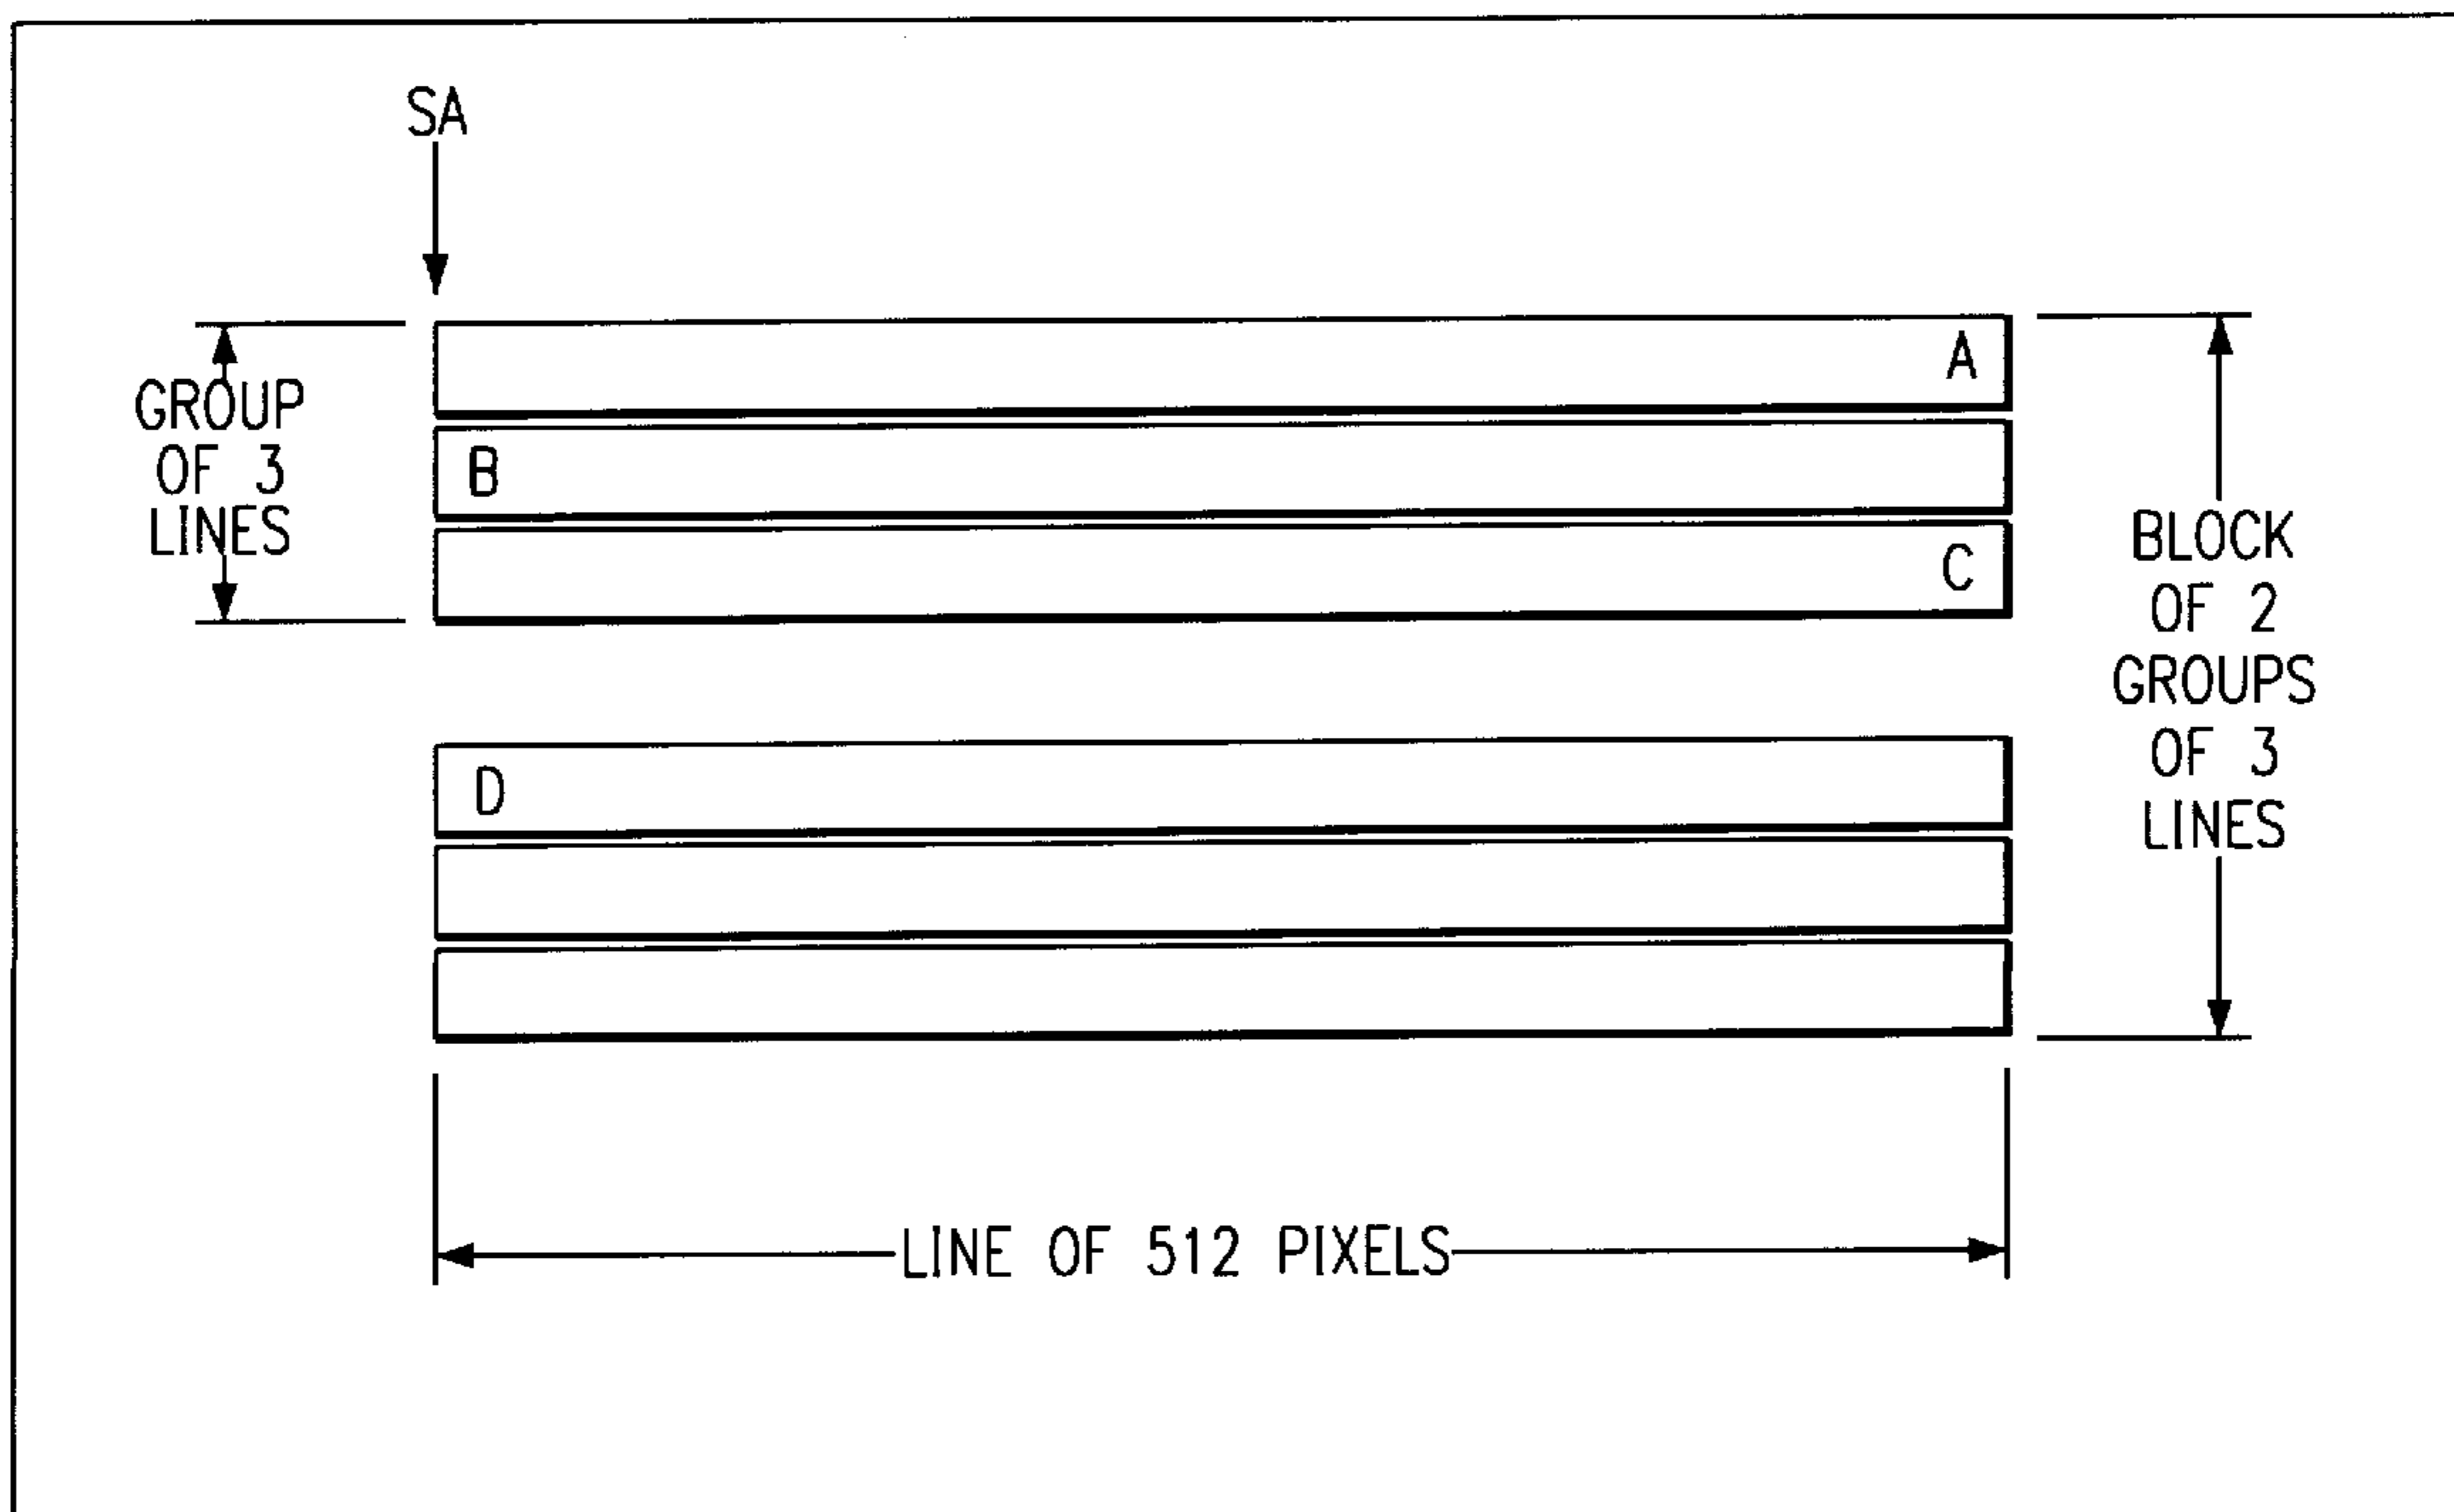 SA
A
GROUP
OF 3
LINES
B
C
BLOCK
OF 2
GROUPS
OF 3
LINES
D
LINE OF 512 PIXELS